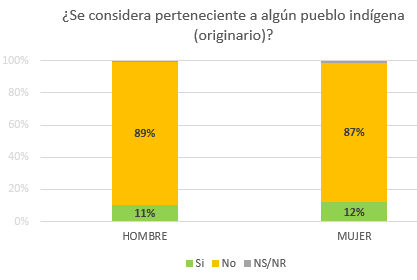 ¿Se considera perteneciente a algún pueblo indígena
(originario)?
100%
80%
60%
40%
20%
0%
89%
87%
11%
12%
HOMBRE
MUJER
Si
No
NS/NR